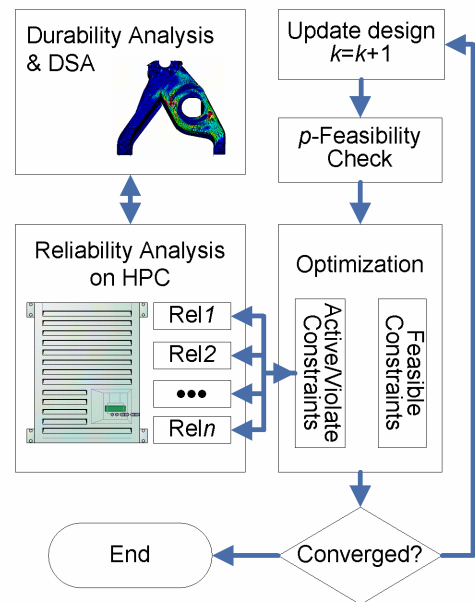 Durability Analysis
& DSA
Update design
k=k+1
p-Feasibility
Check
Reliability Analysis
on HPC
Rel1
Rel2
•••
Reln
Optimization
Active/Violate
Constraints
Feasible
Constraints
End
Converged?